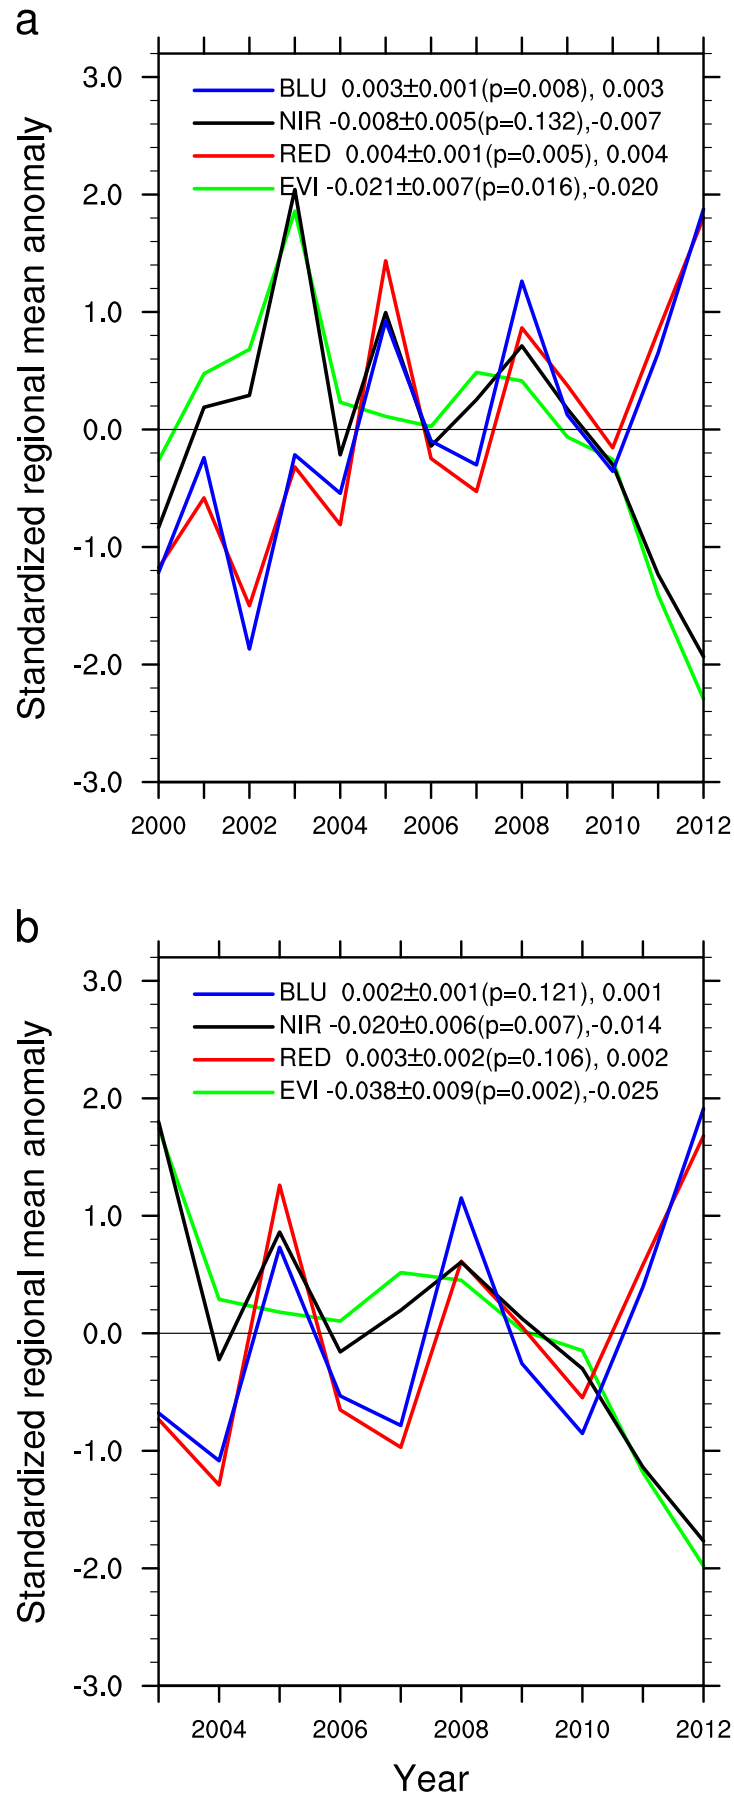 a
Standardized regional mean anomaly
3.0
2.0
1.0
0.0
-1.0
-2.0
-3.0
BLU 0.003±0.001(p=0.008), 0.003
NIR -0.008±0.005(p=0.132),-0.007
RED 0.004±0.001(p=0.005), 0.004
EVI -0.021±0.007(p=0.016),-0.020
2000 2002 2004 2006 2008 2010 2012
b
Standardized regional mean anomaly
3.0
2.0
1.0
0.0
-1.0
-2.0
-3.0
BLU 0.002±0.001(p=0.121), 0.001
NIR -0.020±0.006(p=0.007),-0.014
RED 0.003±0.002(p=0.106), 0.002
EVI -0.038±0.009(p=0.002),-0.025
2004 2006 2008 2010 2012
Year